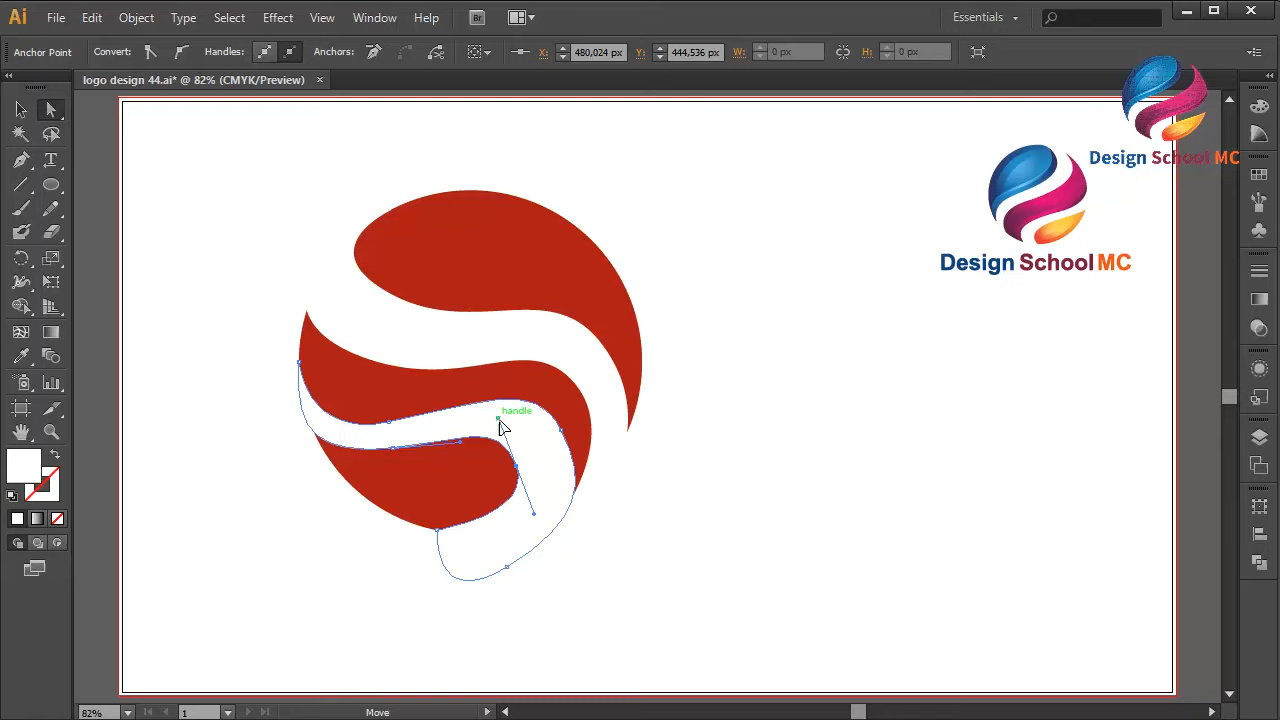 Ai File Edit Object Type Select Effect View Window Help Br Essentials
Anchor Point Convert: Handles: Anchors: X: 480,024 px Y: 444,536 px W: 0 px H: 0 px
logo design 44.ai* @ 82% (CMYK/Preview) ×
Design School MC
Design School MC
handle
82% 1 Move